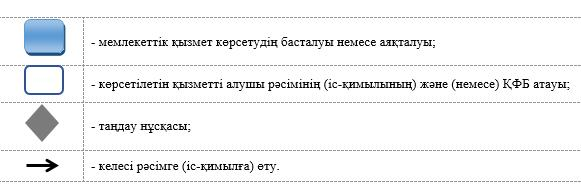 - мемлекеттік қызмет көрсетудің басталуы немесе аяқталуы;
- көрсетілетін қызметті алушы рәсімінің (іс-қимылының) және (немесе) ҚФБ атауы;
- таңдау нұсқасы;
- келесі рәсімге (іс-қимылға) өту.